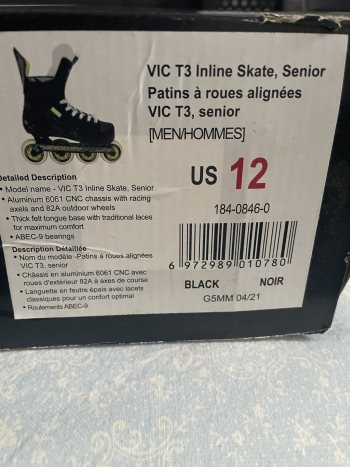 VIC T3 Inline Skate, Senior
Patins à roues alignées
VIC T3, senior
[MEN/HOMMES]
US 12
184-0846-0
6 972989 010780
BLACK NOIR
G5MM 04/21
Detailed Description
• Model name - VIC T3 Inline Skate, Senior
• Aluminum 6061 CNC chassis with racing
axels and 82A outdoor wheels
• Thick felt tongue base with traditional laces
for maximum comfort
• ABEC-9 bearings
Description Détaillée
• Nom du modèle -Patins à roues alignées
VIC T3, senior
• Châssis en aluminium 6061 CNC avec
roues d'extérieur 82A à axes de course
• Languette en feutre épais avec lacets
classiques pour un confort optimal
• Roulements ABEC-9